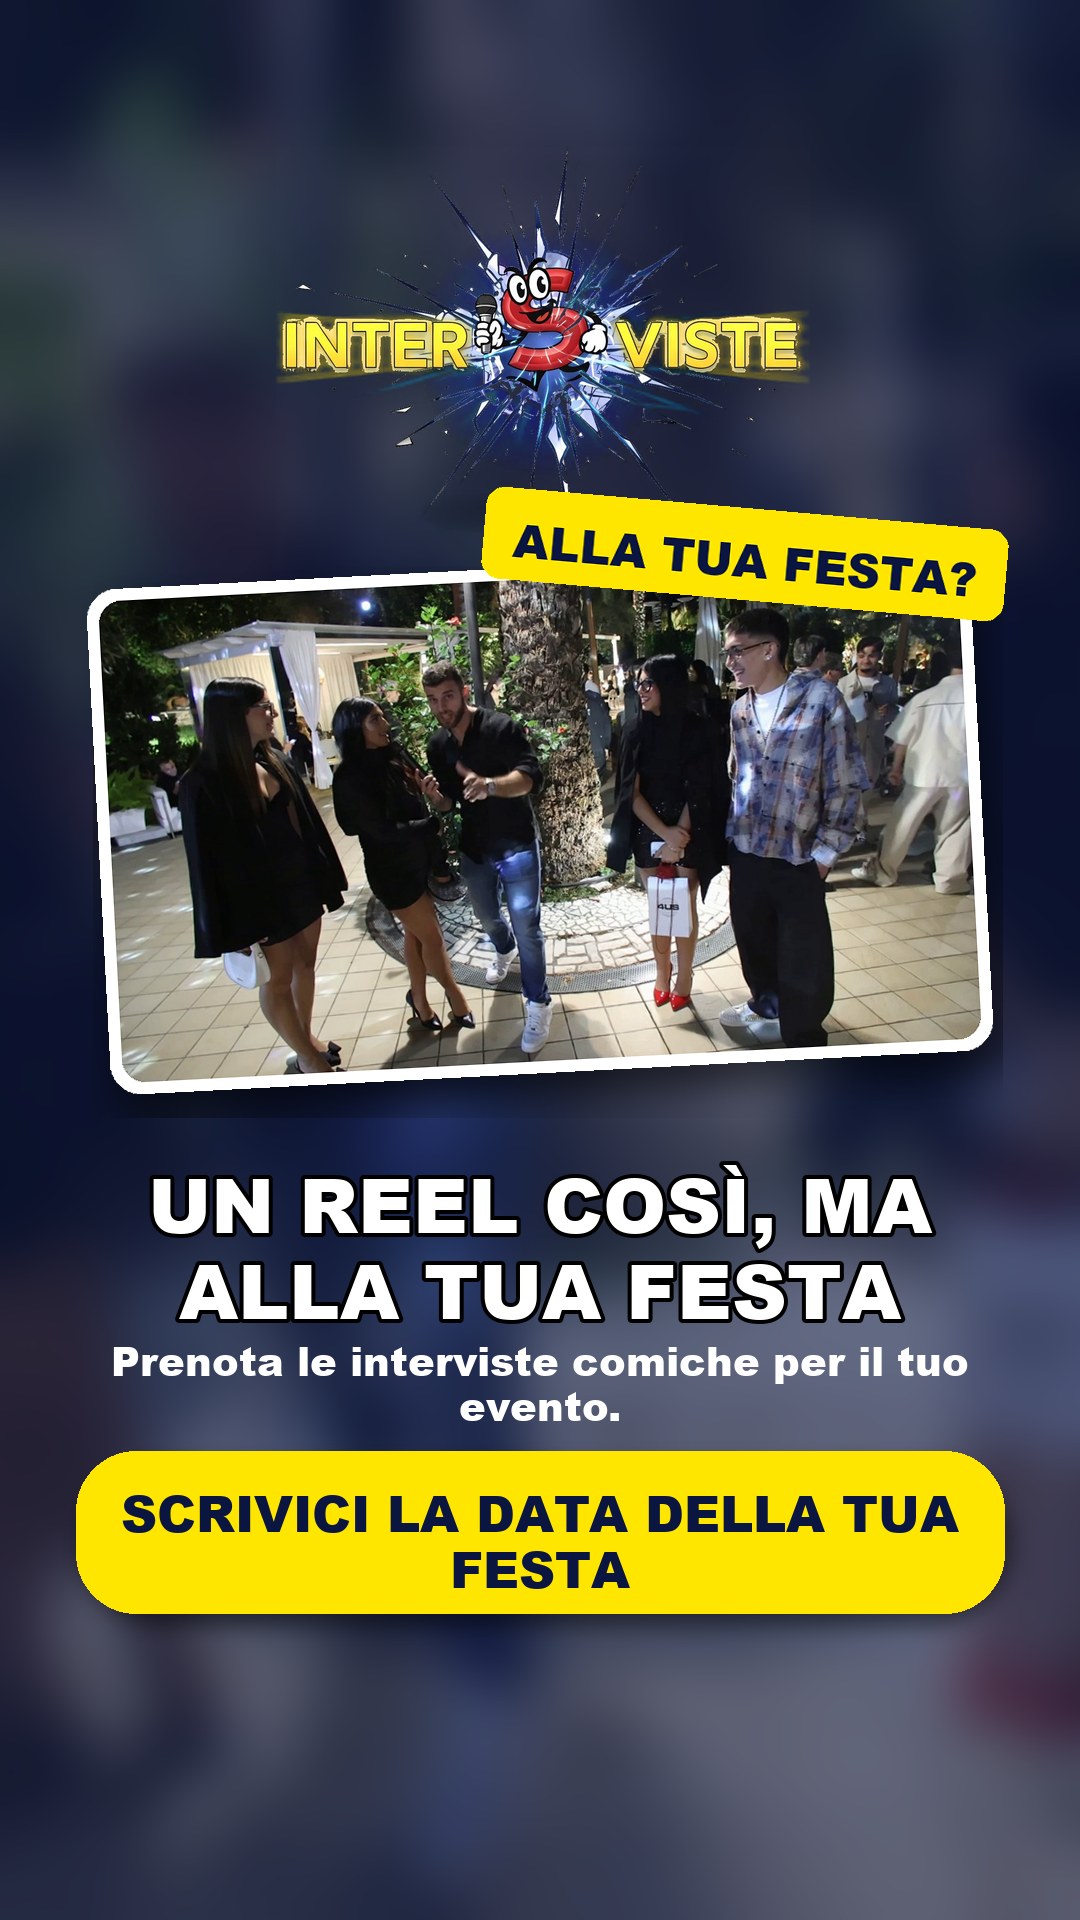 INTER S VISTE
ALLA TUA FESTA?
4US
UN REEL COSÌ, MA
ALLA TUA FESTA
Prenota le interviste comiche per il tuo
evento.
SCRIVICI LA DATA DELLA TUA
FESTA